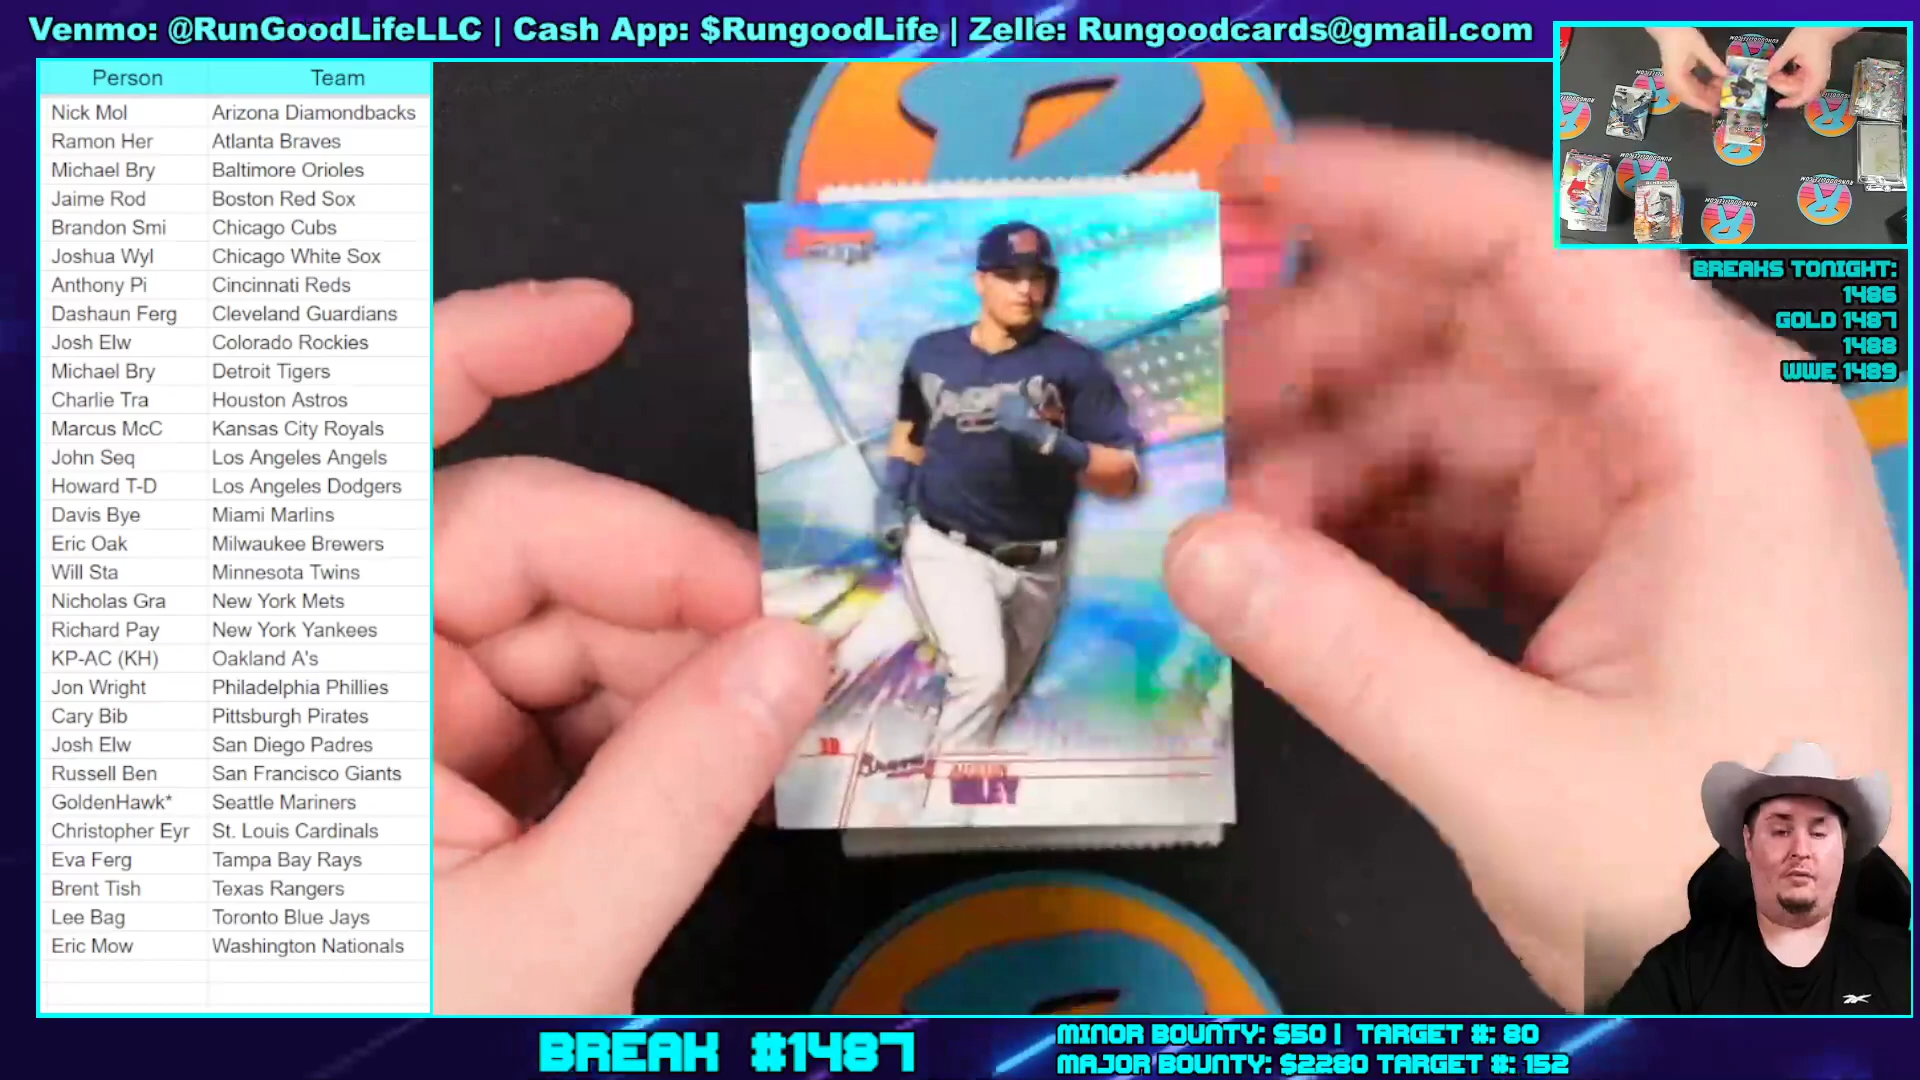 Venmo: @RunGoodLifeLLC | Cash App: $RungoodLife | Zelle: Rungoodcards@gmail.com
Person Team
Nick Mol Arizona Diamondbacks
Ramon Her Atlanta Braves
Michael Bry Baltimore Orioles
Jaime Rod Boston Red Sox
Brandon Smi Chicago Cubs
Joshua Wyl Chicago White Sox
Anthony Pi Cincinnati Reds
Dashaun Ferg Cleveland Guardians
Josh Elw Colorado Rockies
Michael Bry Detroit Tigers
Charlie Tra Houston Astros
Marcus McC Kansas City Royals
John Seq Los Angeles Angels
Howard T-D Los Angeles Dodgers
Davis Bye Miami Marlins
Eric Oak Milwaukee Brewers
Will Sta Minnesota Twins
Nicholas Gra New York Mets
Richard Pay New York Yankees
KP-AC (KH) Oakland A's
Jon Wright Philadelphia Phillies
Cary Bib Pittsburgh Pirates
Josh Elw San Diego Padres
Russell Ben San Francisco Giants
GoldenHawk* Seattle Mariners
Christopher Eyr St. Louis Cardinals
Eva Ferg Tampa Bay Rays
Brent Tish Texas Rangers
Lee Bag Toronto Blue Jays
Eric Mow Washington Nationals
BREAKS TONIGHT:
1486
GOLD 1487
1488
WWE 1489
RILEY
BREAK #1487
MINOR BOUNTY: $50 | TARGET #: 80
MAJOR BOUNTY: $2280 TARGET #: 152